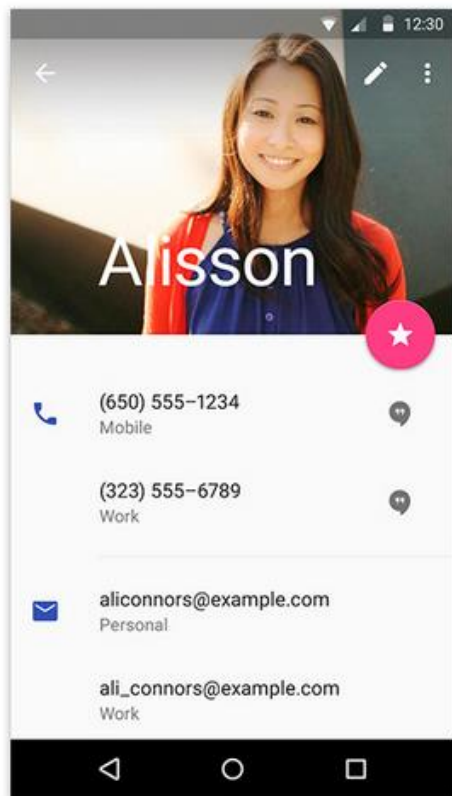 12:30
Alisson
(650) 555–1234
Mobile
(323) 555–6789
Work
aliconnors@example.com
Personal
ali_connors@example.com
Work